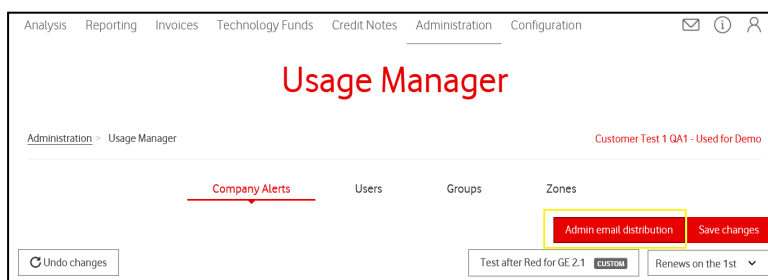 Analysis Reporting Invoices Technology Funds Credit Notes Administration Configuration
Usage Manager
Administration > Usage Manager Customer Test 1 QA1 - Used for Demo
Company Alerts Users Groups Zones
Admin email distribution Save changes
Undo changes Test after Red for GE 2.1 CUSTOM Renews on the 1st